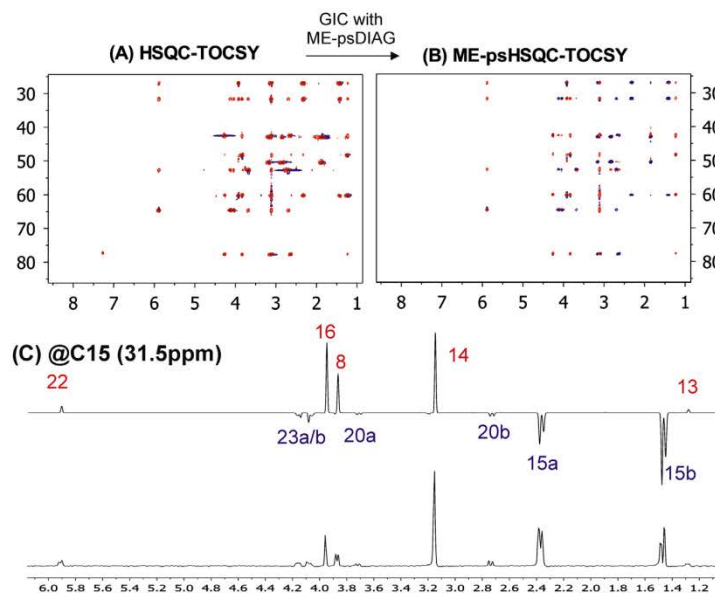 GIC with
ME-psDIAG
(A) HSQC-TOCSY
(B) ME-psHSQC-TOCSY
30
40
50
60
70
80
8 7 6 5 4 3 2 1
30
40
50
60
70
80
8 7 6 5 4 3 2 1
(C) @C15 (31.5ppm)
22
16
8
14
13
23a/b
20a
20b
15a
15b
6.0 5.8 5.6 5.4 5.2 5.0 4.8 4.6 4.4 4.2 4.0 3.8 3.6 3.4 3.2 3.0 2.8 2.6 2.4 2.2 2.0 1.8 1.6 1.4 1.2